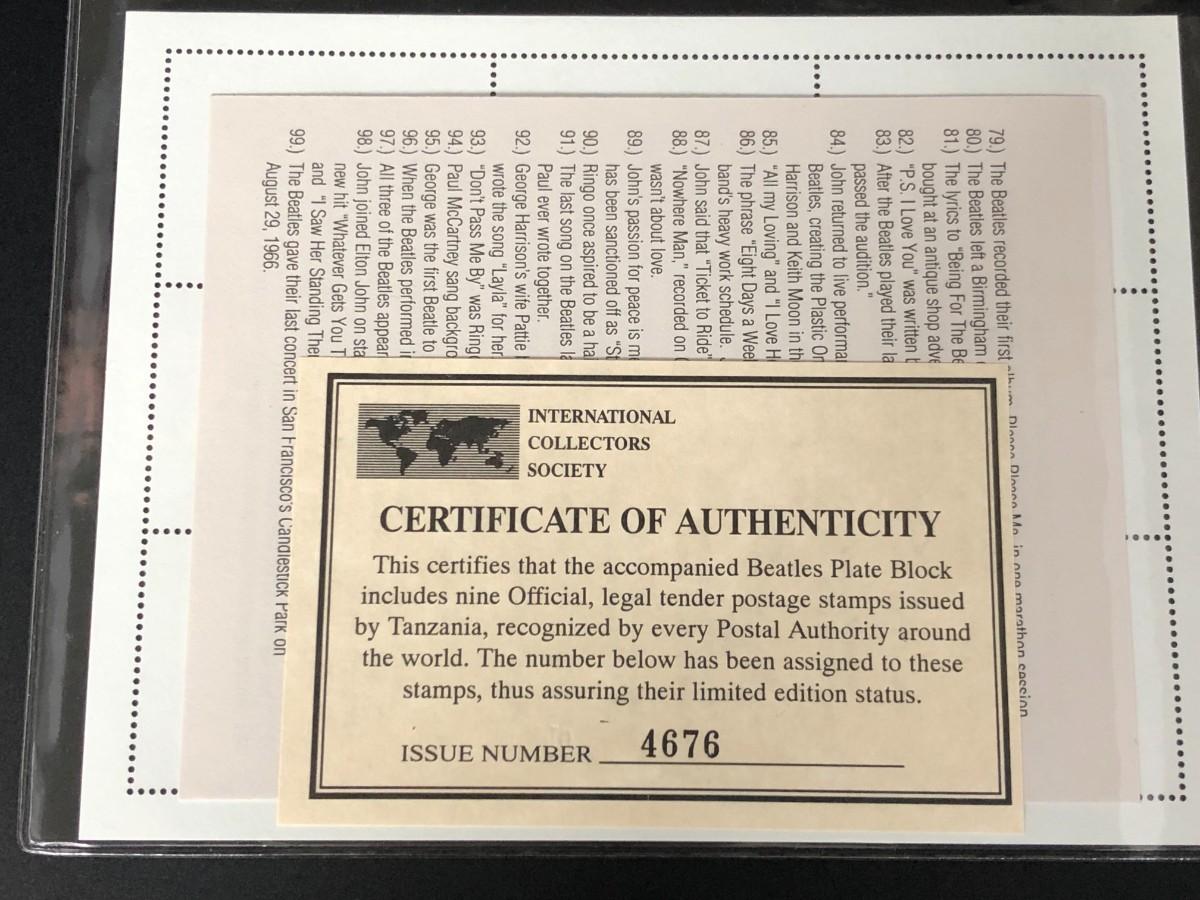 79.) The Beatles recorded their first album, Please Please Me, in one marathon session
80.) The Beatles left a Birmingham
81.) The lyrics to "Being For The Be
bought at an antique shop adve
82.) "P.S. I Love You" was written b
83.) After the Beatles played their la
passed the audition."
84.) John returned to live performa
Beatles, creating the Plastic On
Harrison and Keith Moon in th
85.) "All my Loving" and "I Love H
86.) The phrase "Eight Days a Wee
band's heavy work schedule.
87.) John said that "Ticket to Ride"
88.) "Nowhere Man," recorded on
wasn't about love.
89.) John's passion for peace is me
has been sanctioned off as "St
90.) Ringo once aspired to be a ha
91.) The last song on the Beatles la
Paul ever wrote together.
92.) George Harrison's wife Pattie
wrote the song "Layla" for her
93.) "Don't Pass Me By" was Ring
94.) Paul McCartney sang backgro
95.) George was the first Beatle to
96.) When the Beatles performed i
97.) All three of the Beatles appear
98.) John joined Elton John on sta
new hit "Whatever Gets You T
and "I Saw Her Standing The
99.) The Beatles gave their last concert in San Francisco's Candlestick Park on
August 29, 1966.
INTERNATIONAL
COLLECTORS
SOCIETY
CERTIFICATE OF AUTHENTICITY
This certifies that the accompanied Beatles Plate Block
includes nine Official, legal tender postage stamps issued
by Tanzania, recognized by every Postal Authority around
the world. The number below has been assigned to these
stamps, thus assuring their limited edition status.
ISSUE NUMBER 4676